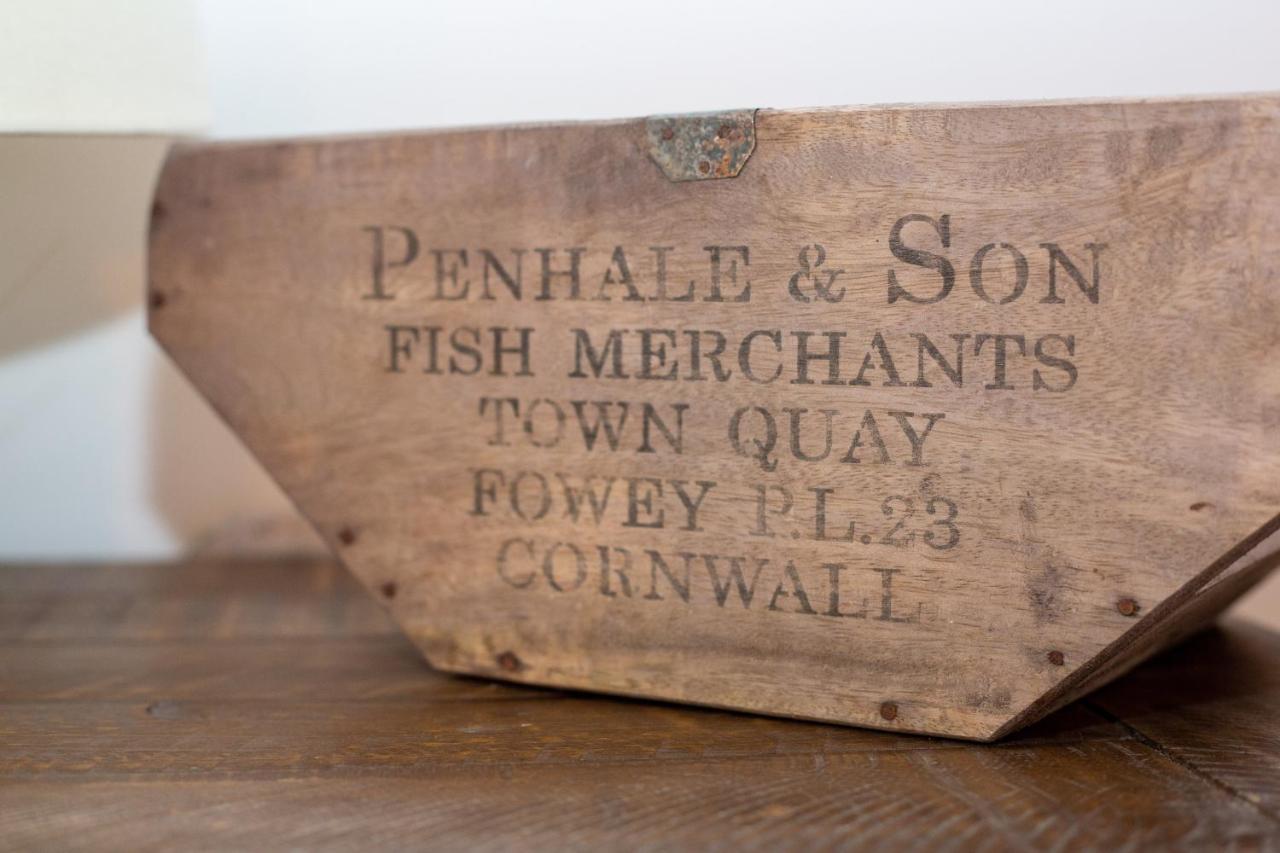 PENHALE & SON
FISH MERCHANTS
TOWN QUAY
FOWEY P.L.23
CORNWALL